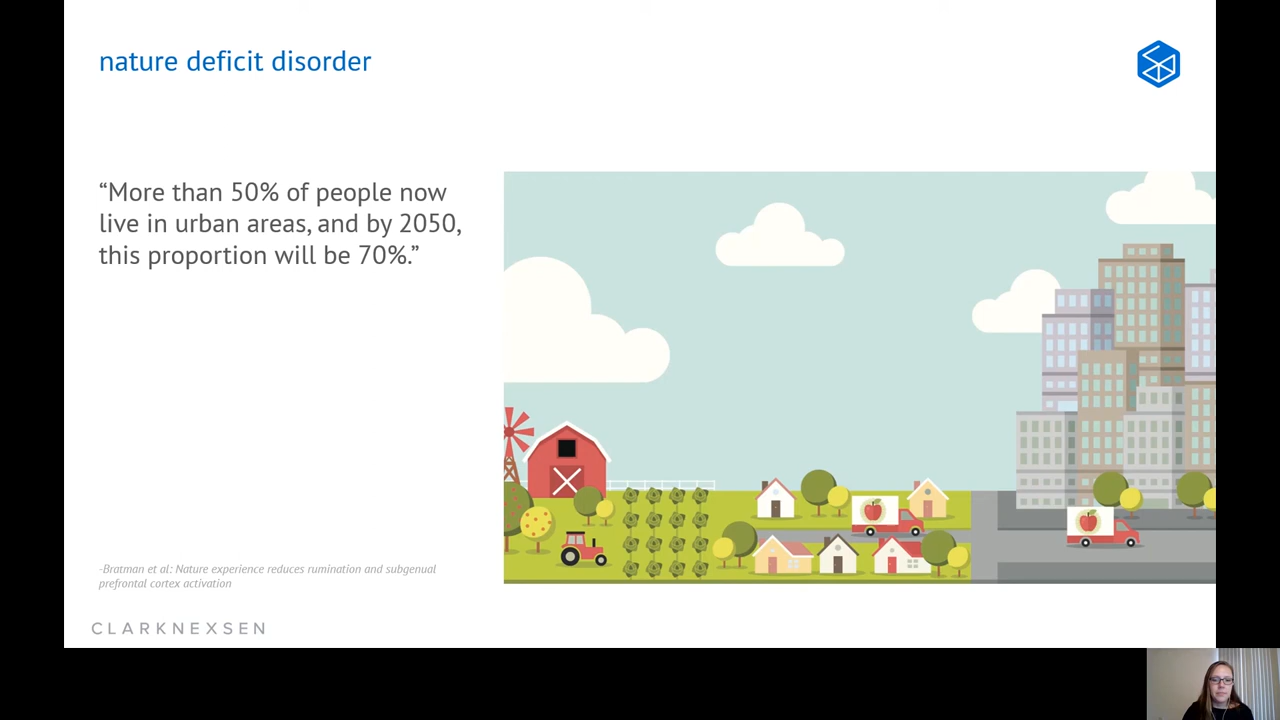 nature deficit disorder
“More than 50% of people now
live in urban areas, and by 2050,
this proportion will be 70%.”
-Bratman et al: Nature experience reduces rumination and subgenual
prefrontal cortex activation
CLARKNEXSEN